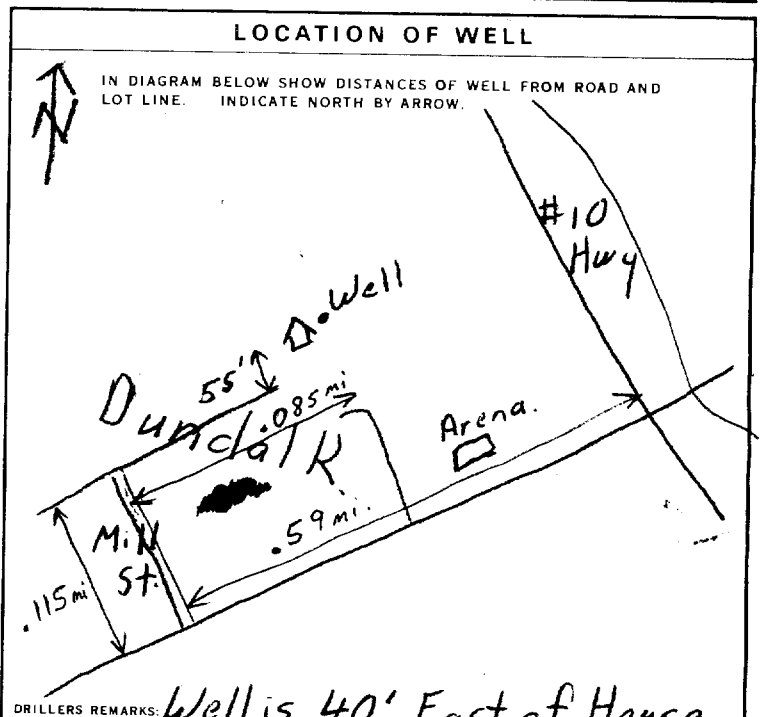 LOCATION OF WELL
N
IN DIAGRAM BELOW SHOW DISTANCES OF WELL FROM ROAD AND
LOT LINE. INDICATE NORTH BY ARROW.
#10
Hwy
.Well
55'
.085 mi
Dundalk
Arena.
.59 mi.
Mill
St.
.115 mi
DRILLERS REMARKS: Well is 40' East of House